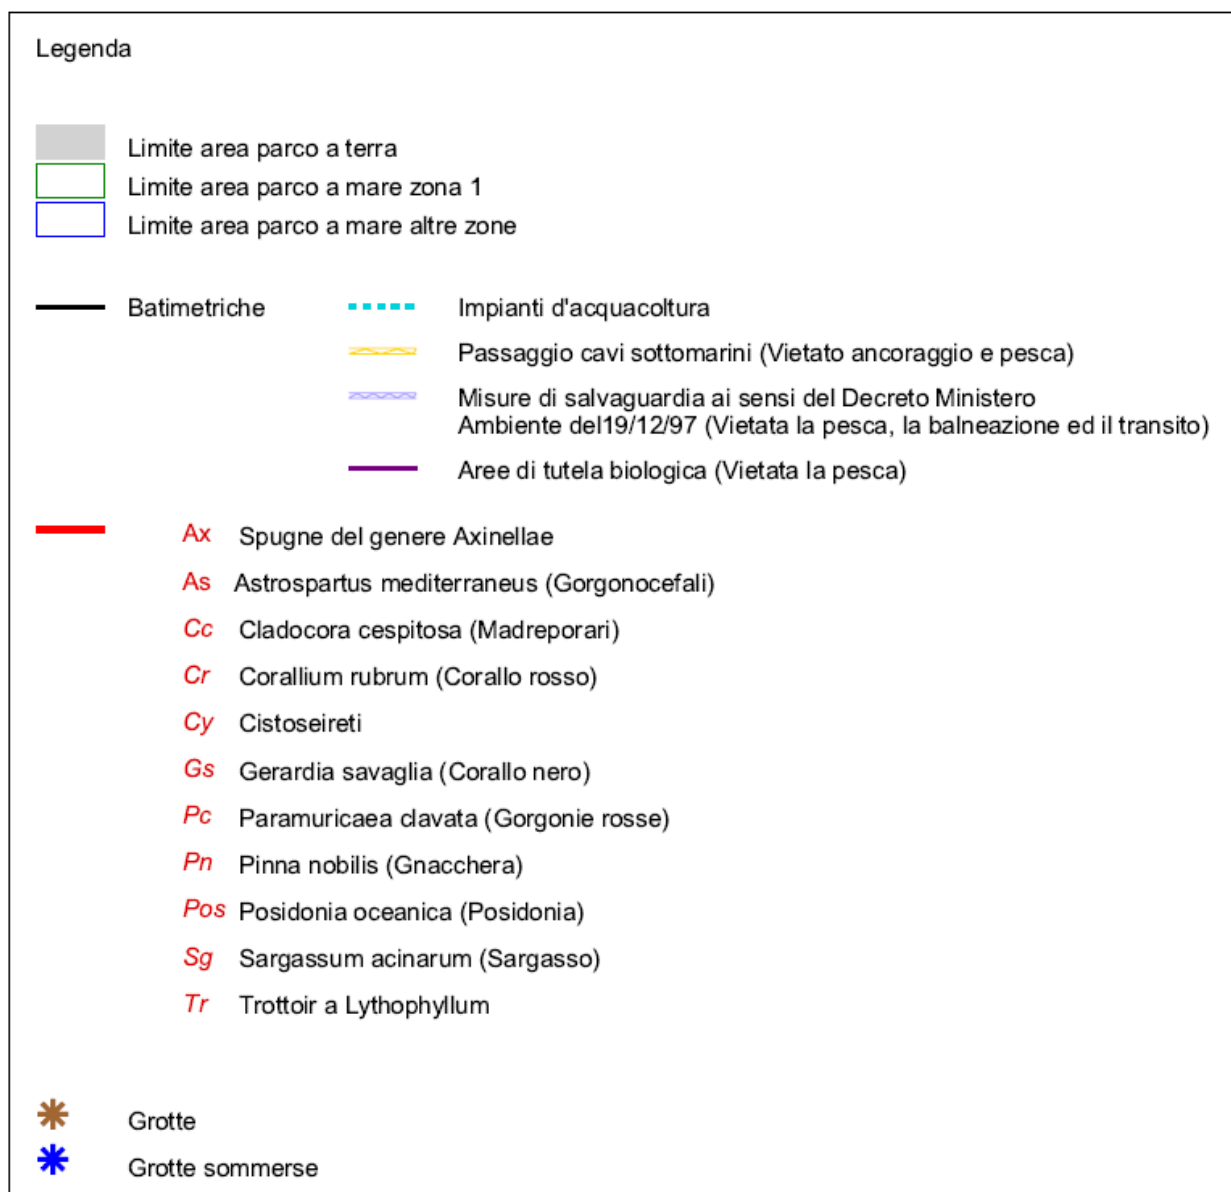 Legenda
Limite area parco a terra
Limite area parco a mare zona 1
Limite area parco a mare altre zone
Batimetriche
Impianti d'acquacoltura
Passaggio cavi sottomarini (Vietato ancoraggio e pesca)
Misure di salvaguardia ai sensi del Decreto Ministero
Ambiente del19/12/97 (Vietata la pesca, la balneazione ed il transito)
Aree di tutela biologica (Vietata la pesca)
Ax Spugne del genere Axinellae
As Astrospartus mediterraneus (Gorgonocefali)
Cc Cladocora cespitosa (Madreporari)
Cr Corallium rubrum (Corallo rosso)
Cy Cistoseireti
Gs Gerardia savaglia (Corallo nero)
Pc Paramuricaea clavata (Gorgonie rosse)
Pn Pinna nobilis (Gnacchera)
Pos Posidonia oceanica (Posidonia)
Sg Sargassum acinarum (Sargasso)
Tr Trottoir a Lythophyllum
Grotte
Grotte sommerse